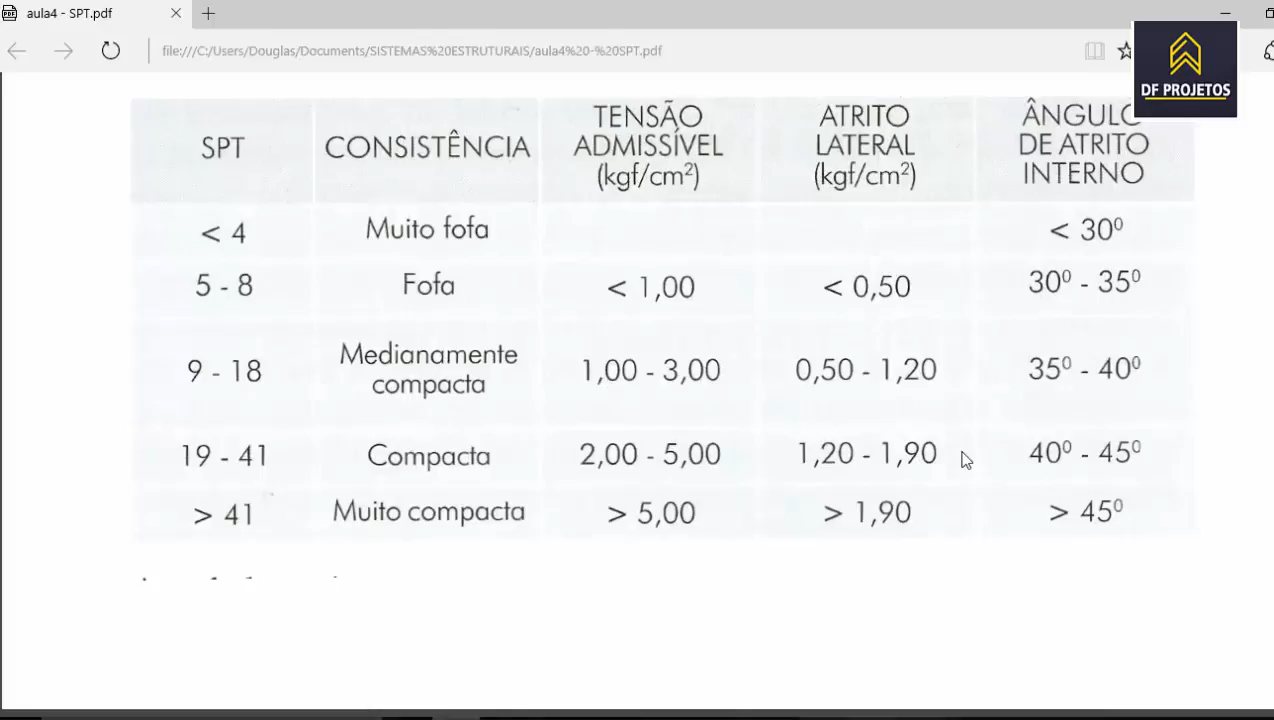 aula4 - SPT.pdf
file:///C:/Users/Douglas/Documents/SISTEMAS%20ESTRUTURAIS/aula4%20-%20SPT.pdf
DF PROJETOS
SPT
CONSISTÊNCIA
TENSÃO
ADMISSÍVEL
(kgf/cm²)
ATRITO
LATERAL
(kgf/cm²)
ÂNGULO
DE ATRITO
INTERNO
< 4 Muito fofa < 30⁰
5 - 8 Fofa < 1,00 < 0,50 30⁰ - 35⁰
9 - 18 Medianamente
compacta 1,00 - 3,00 0,50 - 1,20 35⁰ - 40⁰
19 - 41 Compacta 2,00 - 5,00 1,20 - 1,90 40⁰ - 45⁰
> 41 Muito compacta > 5,00 > 1,90 > 45⁰